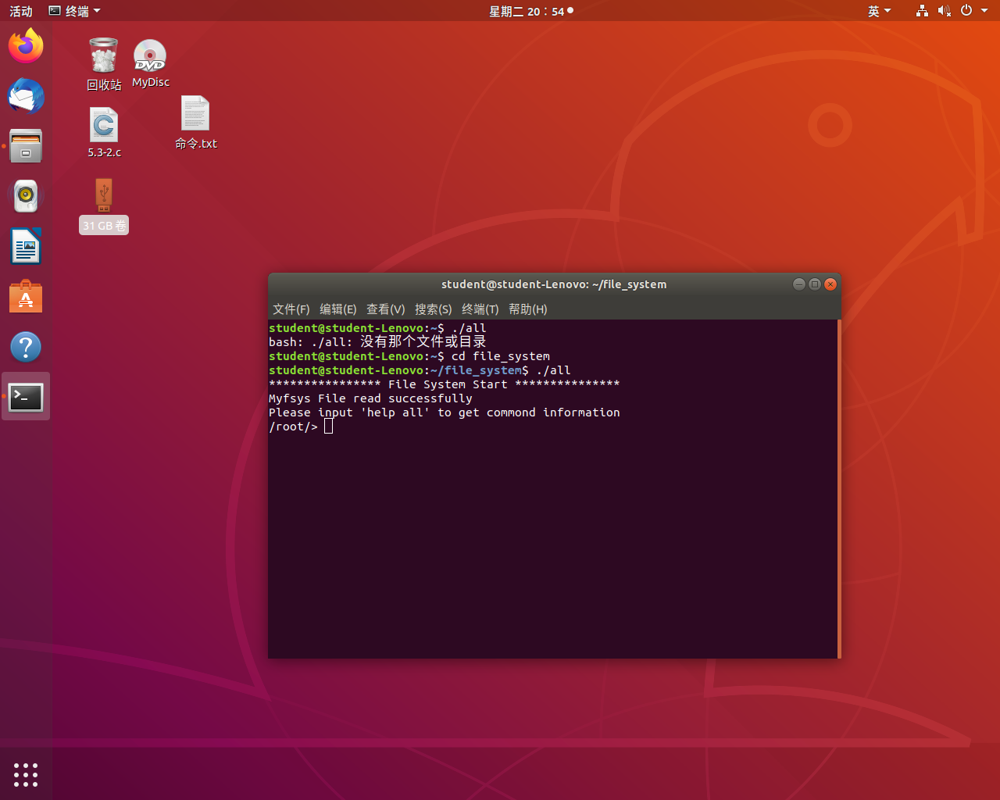 活动 终端 星期二 20：54 英
回收站 MyDisc
5.3-2.c 命令.txt
31 GB 卷
DVD
student@student-Lenovo: ~/file_system
文件(F) 编辑(E) 查看(V) 搜索(S) 终端(T) 帮助(H)
student@student-Lenovo:~$ ./all
bash: ./all: 没有那个文件或目录
student@student-Lenovo:~$ cd file_system
student@student-Lenovo:~/file_system$ ./all
**************** File System Start ***************
Myfsys File read successfully
Please input 'help all' to get commond information
/root/>